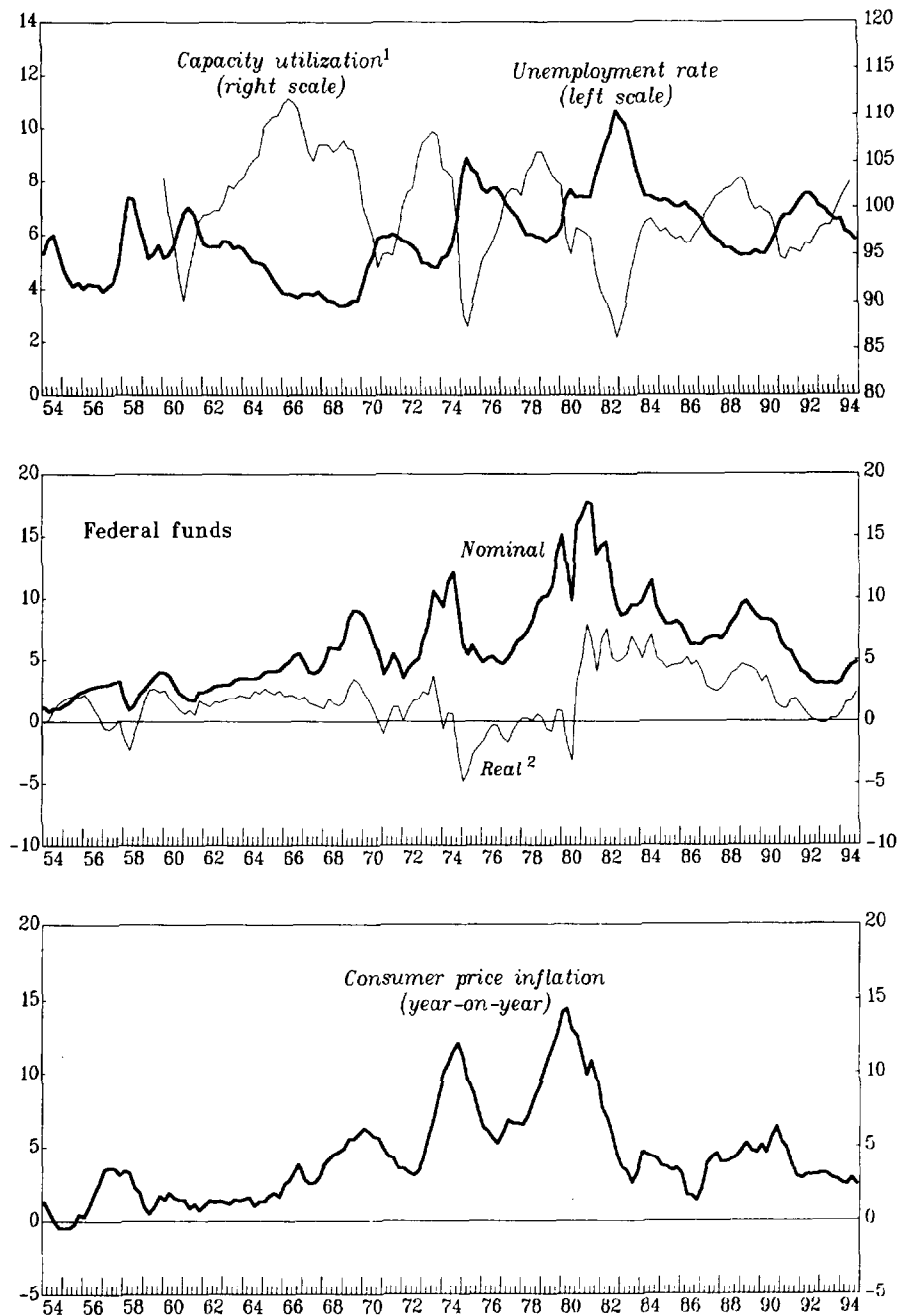 14 120
12 115
10 110
8 105
6 100
4 95
2 90
0 85
80
Capacity utilization¹
(right scale)
Unemployment rate
(left scale)
54 56 58 60 62 64 66 68 70 72 74 76 78 80 82 84 86 88 90 92 94
20 20
15 15
10 10
5 5
0 0
-5 -5
-10 -10
Federal funds
Nominal
Real ²
54 56 58 60 62 64 66 68 70 72 74 76 78 80 82 84 86 88 90 92 94
20 20
15 15
10 10
5 5
0 0
-5 -5
Consumer price inflation
(year-on-year)
54 56 58 60 62 64 66 68 70 72 74 76 78 80 82 84 86 88 90 92 94